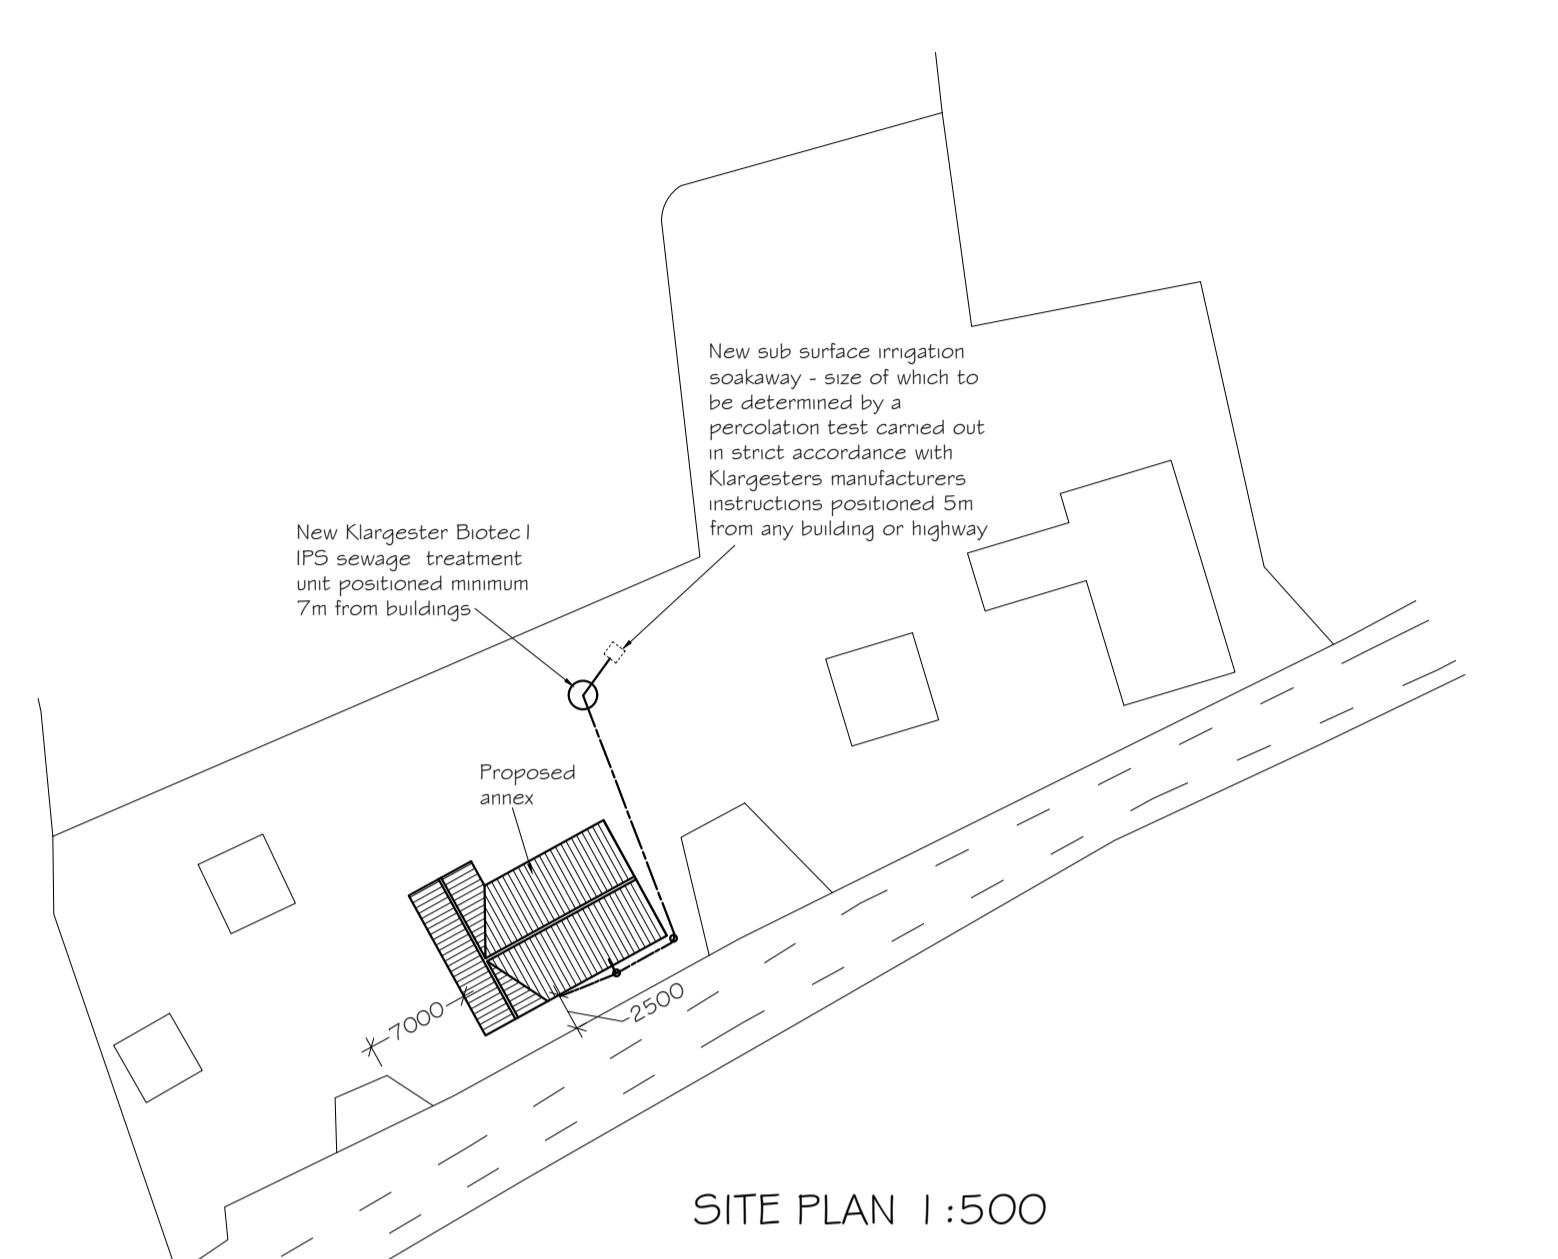 New sub surface irrigation
soakaway - size of which to
be determined by a
percolation test carried out
in strict accordance with
Klargesters manufacturers
instructions positioned 5m
from any building or highway
New Klargester Biotec 1
IPS sewage treatment
unit positioned minimum
7m from buildings
Proposed
annex
7000
2500
SITE PLAN 1:500